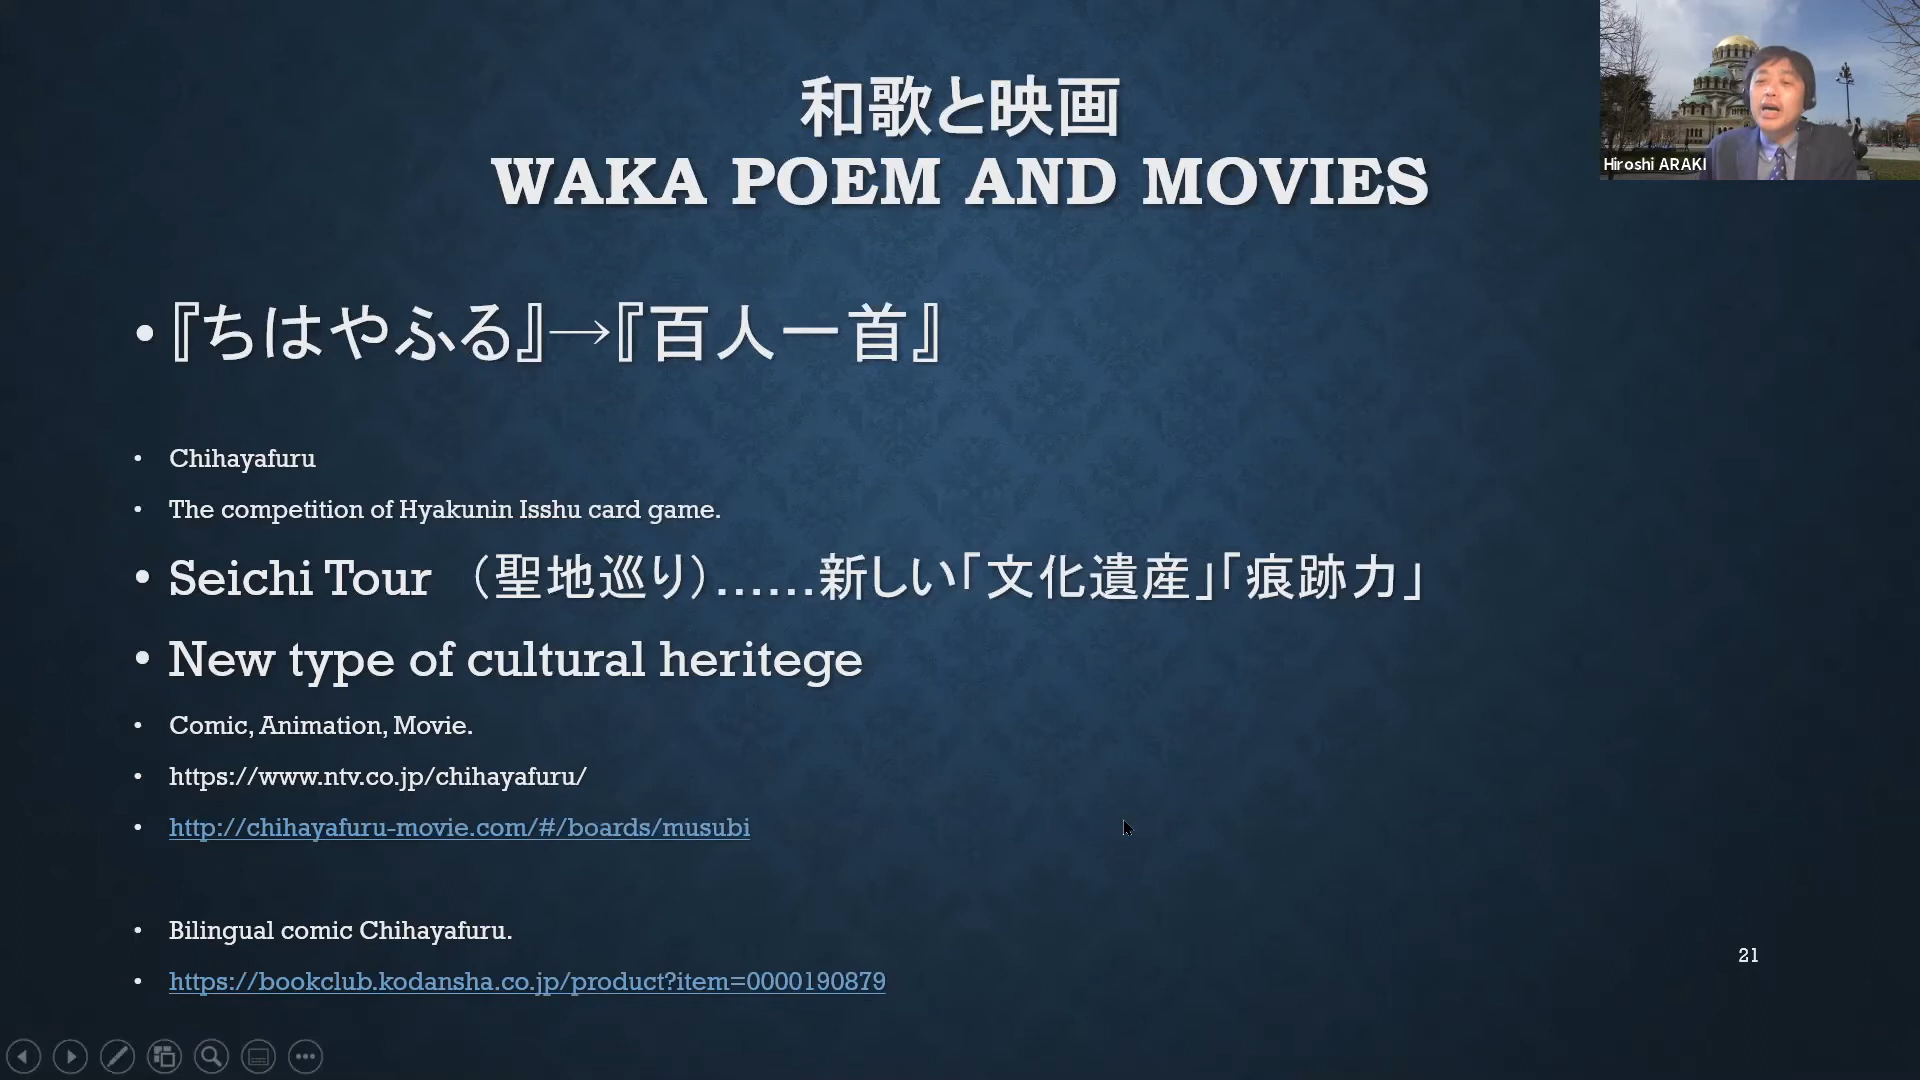 和歌と映画
WAKA POEM AND MOVIES
Hiroshi ARAKI
• 『ちはやふる』→『百人一首』
• Chihayafuru
• The competition of Hyakunin Isshu card game.
• Seichi Tour （聖地巡り）……新しい「文化遺産」「痕跡力」
• New type of cultural heritege
• Comic, Animation, Movie.
• https://www.ntv.co.jp/chihayafuru/
• http://chihayafuru-movie.com/#/boards/musubi
• Bilingual comic Chihayafuru.
• https://bookclub.kodansha.co.jp/product?item=0000190879
21